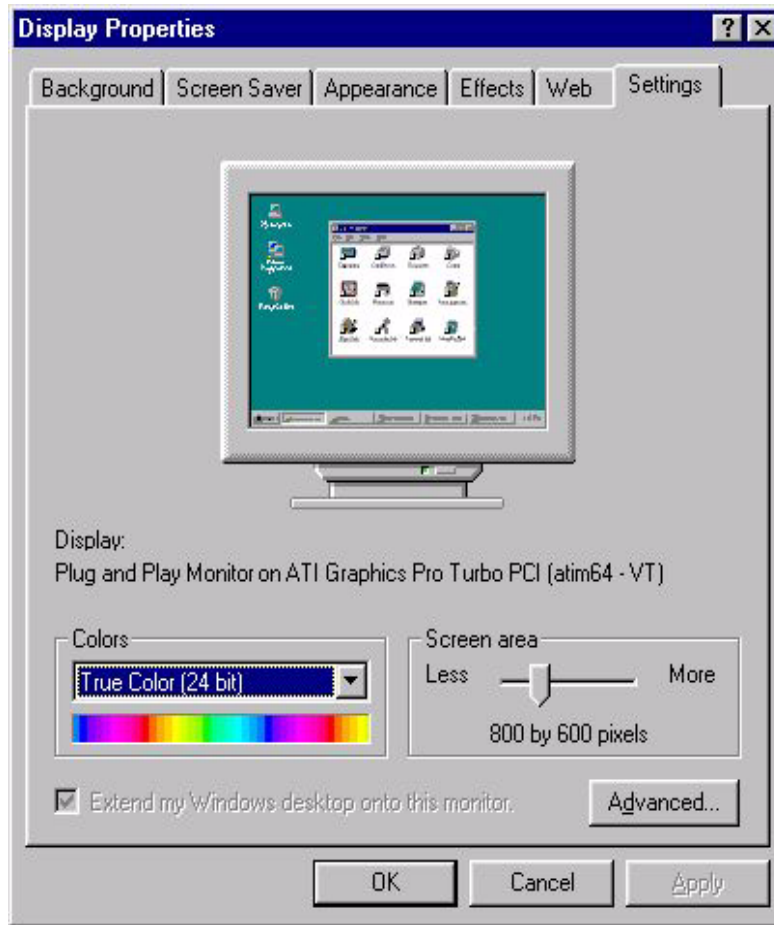 Display Properties
Background Screen Saver Appearance Effects Web Settings
Display:
Plug and Play Monitor on ATI Graphics Pro Turbo PCI (atim64 - VT)
Colors
True Color (24 bit)
Screen area
Less More
800 by 600 pixels
Extend my Windows desktop onto this monitor.
Advanced...
OK Cancel Apply